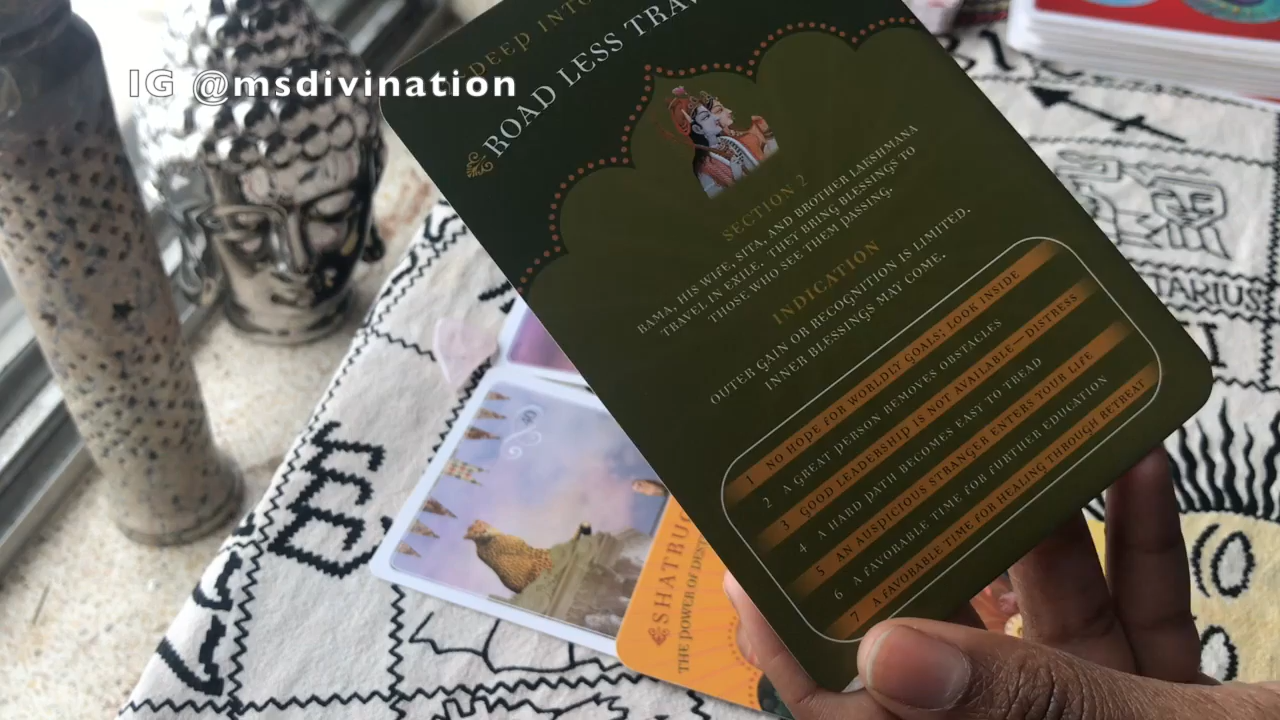 IG @msdivination
DEEP INTO
ROAD LESS
SECTION 2
RAMA, HIS WIFE, SITA, AND BROTHER LAKSHMANA
TRAVEL IN EXILE. THEY BRING BLESSINGS TO
THOSE WHO SEE THEM PASSING.
INDICATION
OUTER GAIN OR RECOGNITION IS LIMITED.
INNER BLESSINGS MAY COME.
1 NO HOPE FOR WORLDLY GOALS; LOOK INSIDE
2 A GREAT PERSON REMOVES OBSTACLES
3 GOOD LEADERSHIP IS NOT AVAILABLE—DISTRESS
4 A HARD PATH BECOMES EASY TO TREAD
5 AN AUSPICIOUS STRANGER ENTERS YOUR LIFE
6 A FAVORABLE TIME FOR FURTHER EDUCATION
7 A FAVORABLE TIME FOR HEALING THROUGH RETREAT
SHATRU
THE POWER OF
TARIUS